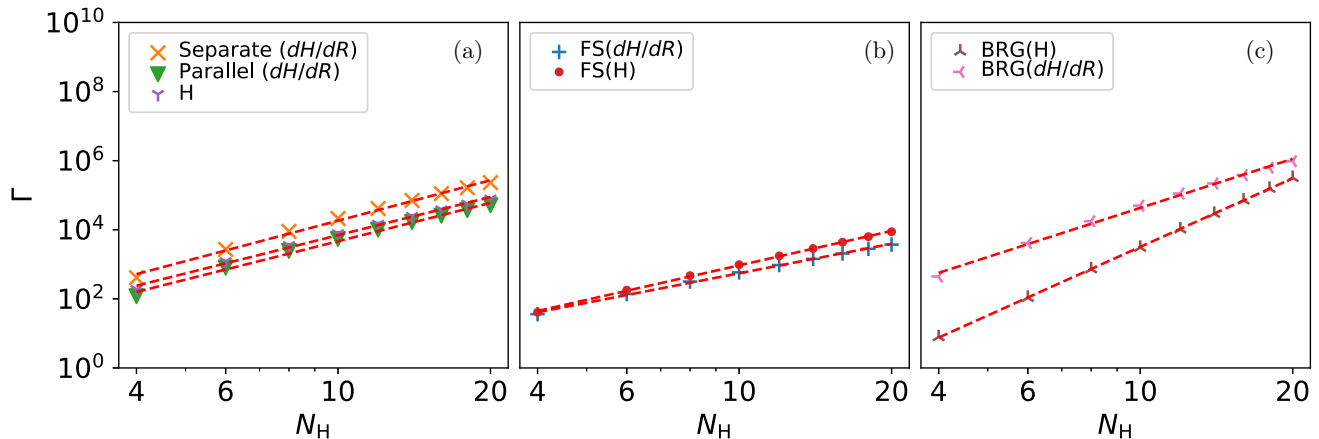 10^10
10^8
10^6
10^4
10^2
10^0
Γ
Separate (dH/dR)
Parallel (dH/dR)
H
(a)
4
6
10
20
N_H
FS(dH/dR)
FS(H)
(b)
4
6
10
20
N_H
BRG(H)
BRG(dH/dR)
(c)
4
6
10
20
N_H